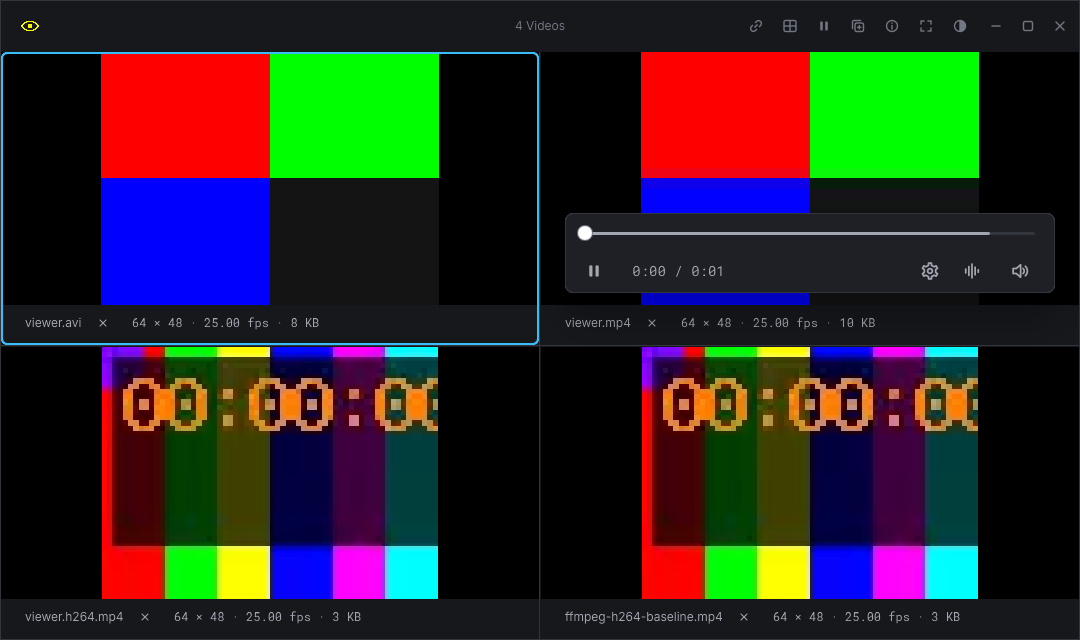 4 Videos
0:00 / 0:01
viewer.avi × 64 × 48 · 25.00 fps · 8 KB
viewer.mp4 × 64 × 48 · 25.00 fps · 10 KB
00:00:00
00:00:00
viewer.h264.mp4 × 64 × 48 · 25.00 fps · 3 KB
ffmpeg-h264-baseline.mp4 × 64 × 48 · 25.00 fps · 3 KB